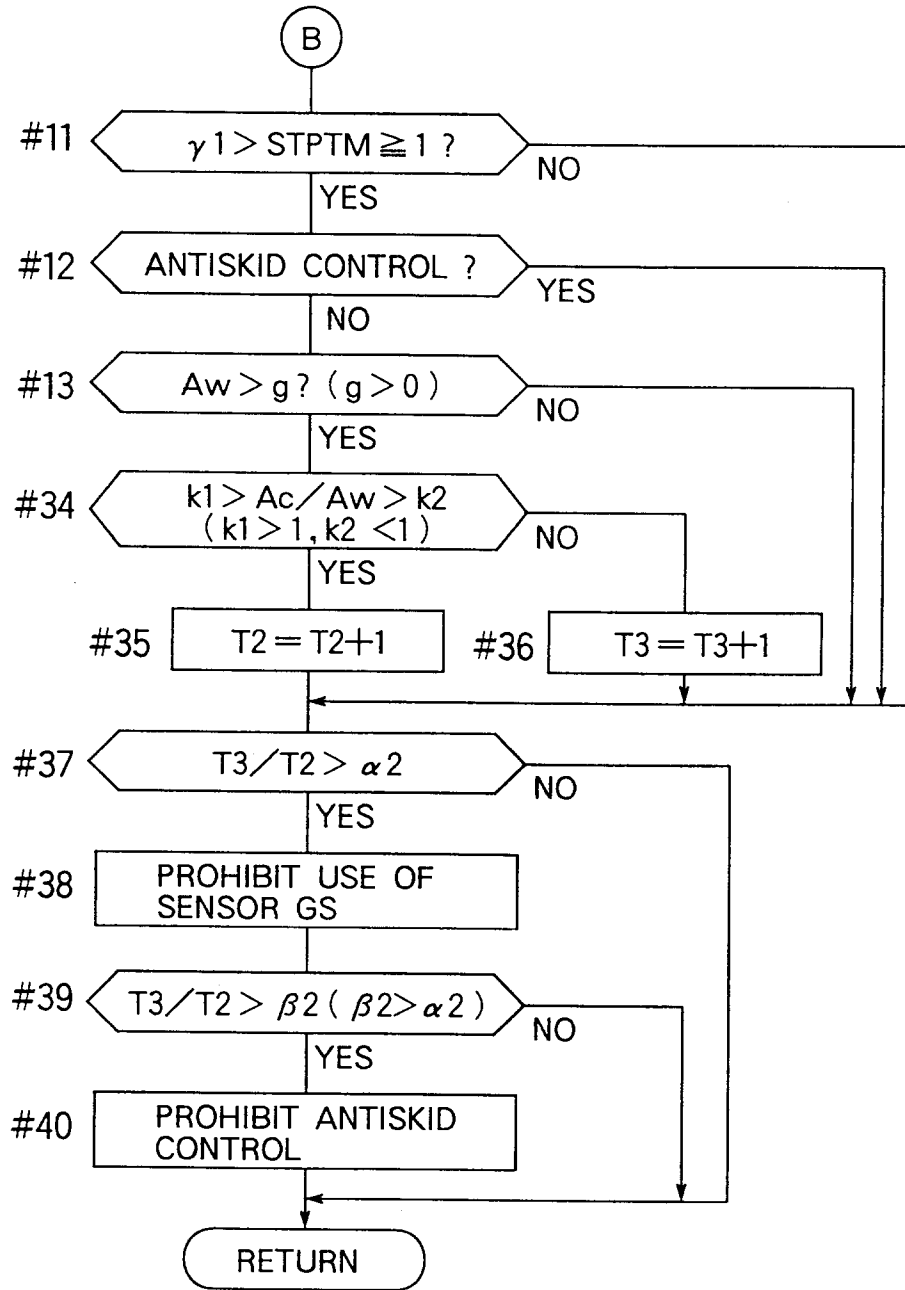 B
#11
γ1 > STPTM ≧ 1 ?
NO
YES
#12
ANTISKID CONTROL ?
YES
NO
#13
Aw > g? (g > 0)
NO
YES
#34
k1 > Ac/Aw > k2
(k1 > 1, k2 < 1)
NO
YES
#35
T2 = T2+1
#36
T3 = T3+1
#37
T3/T2 > α2
NO
YES
#38
PROHIBIT USE OF
SENSOR GS
#39
T3/T2 > β2 (β2 > α2)
NO
YES
#40
PROHIBIT ANTISKID
CONTROL
RETURN